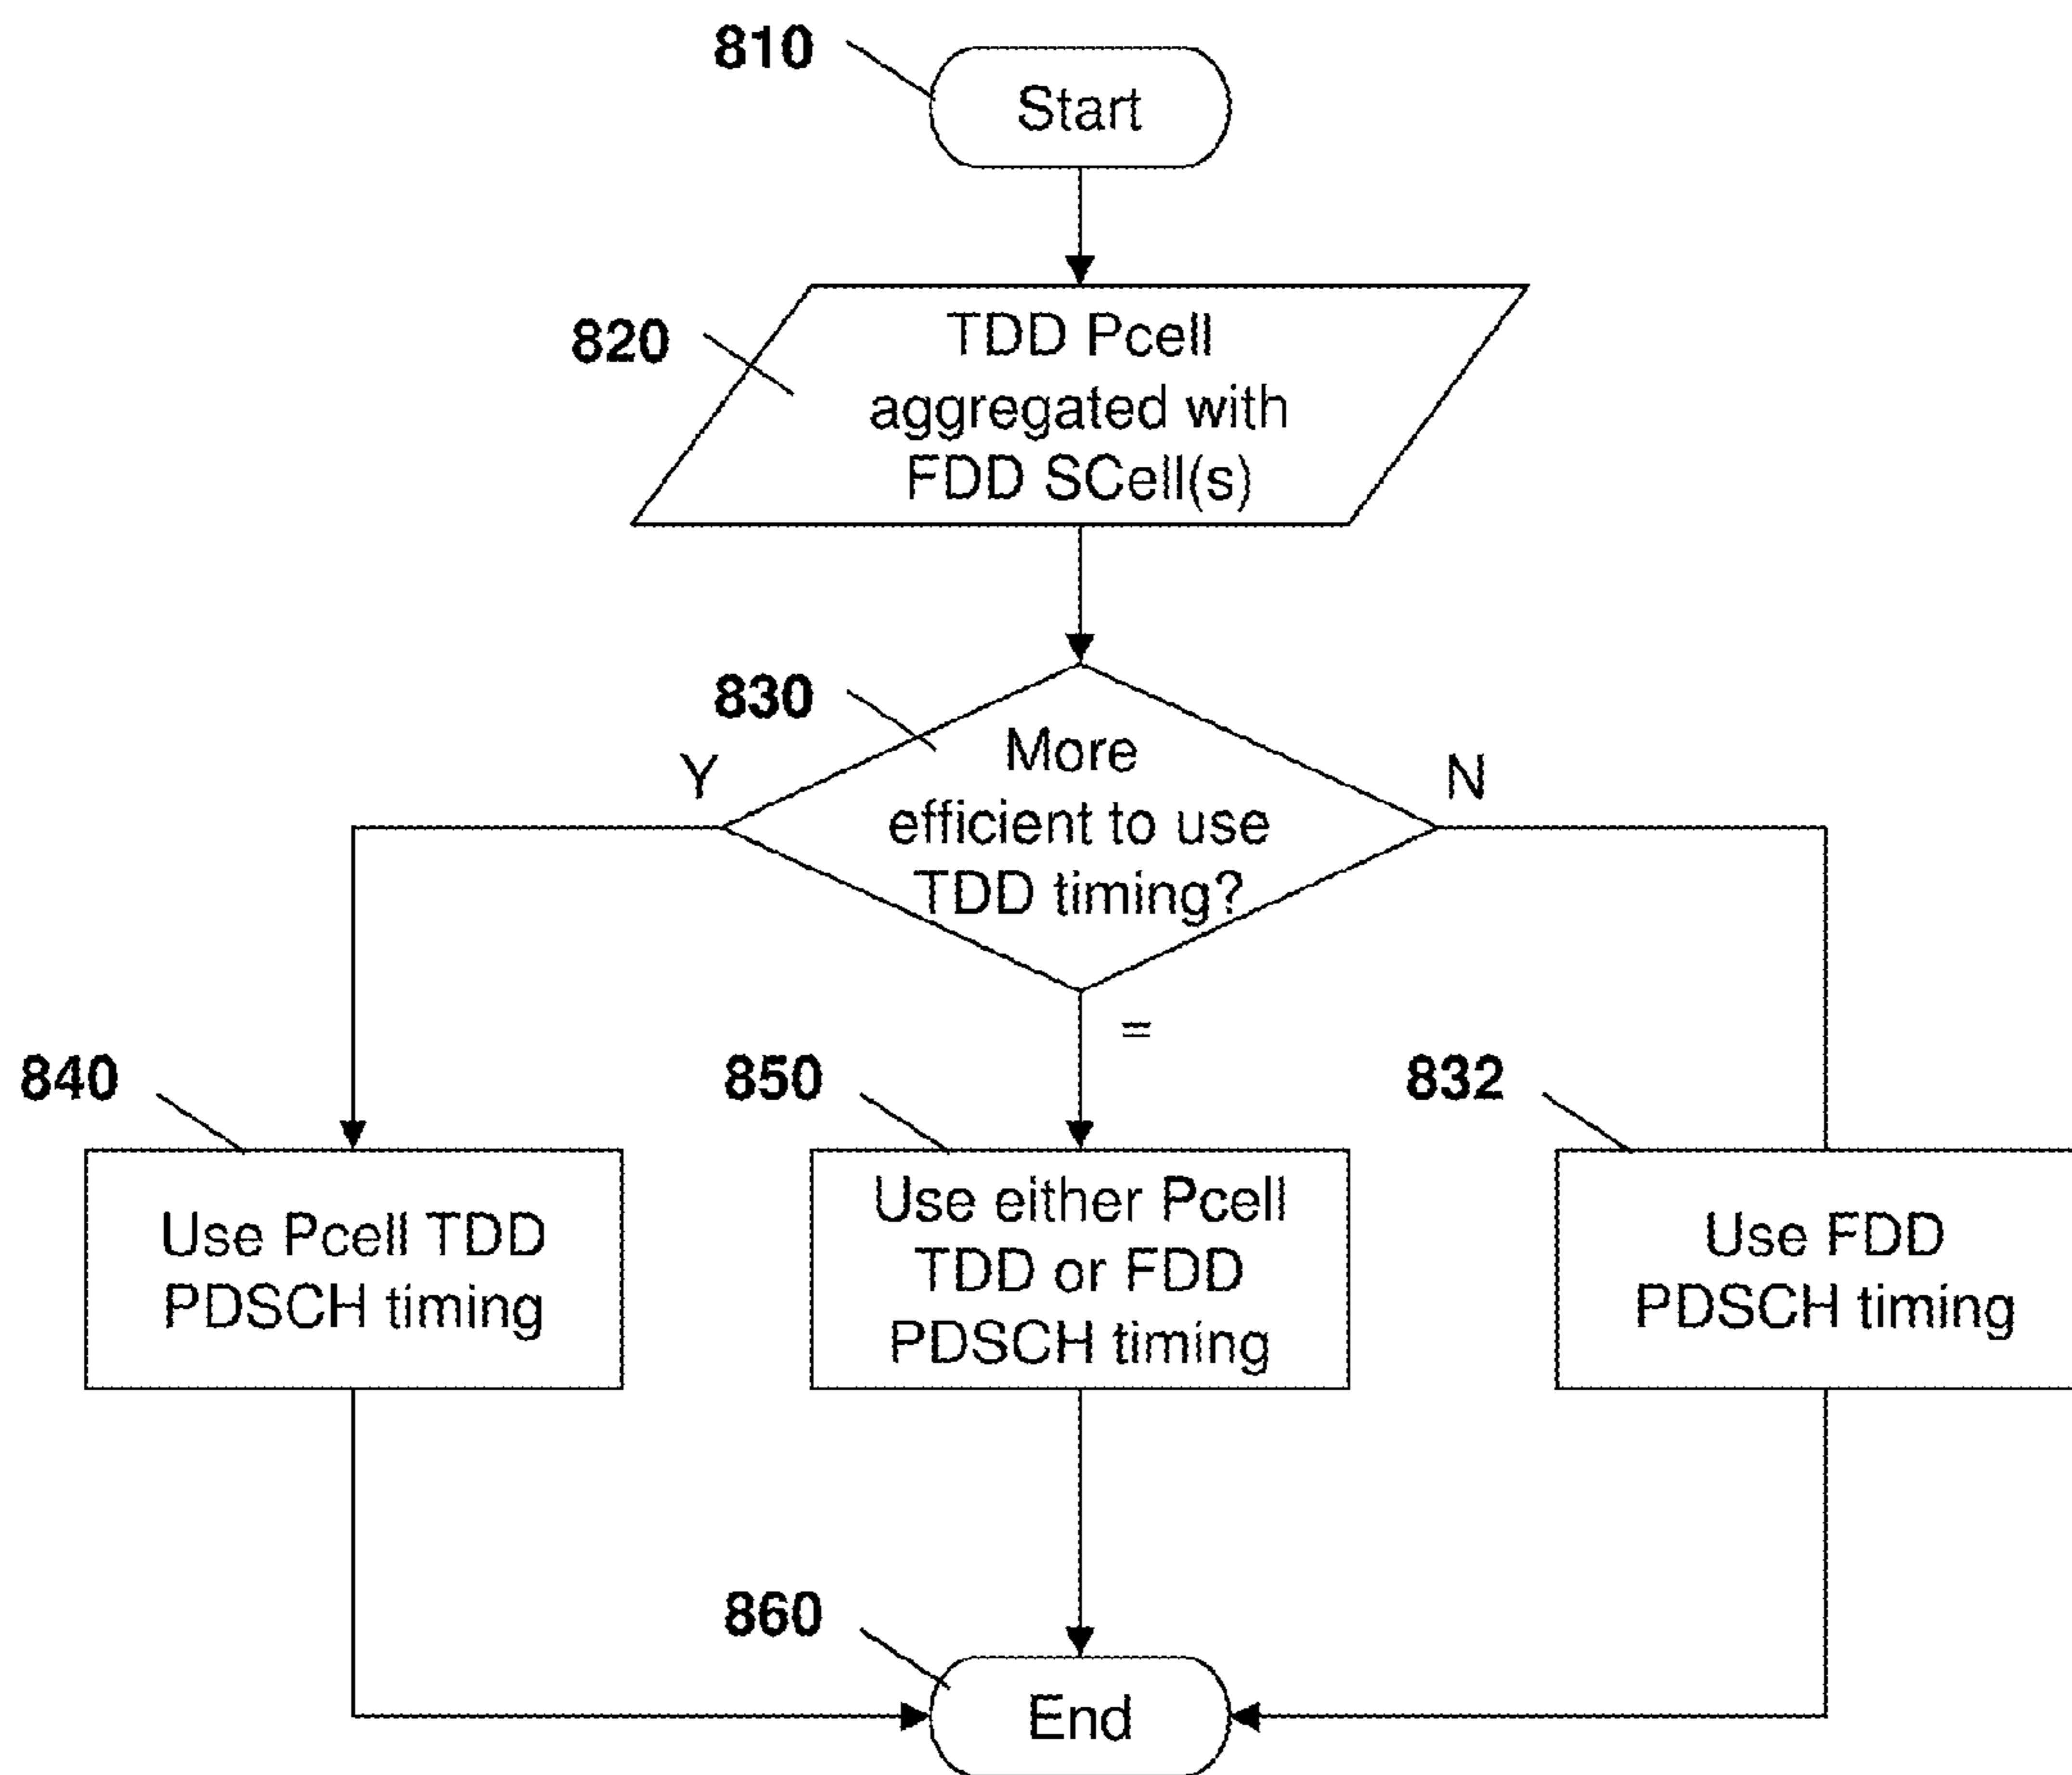 810
Start
820
TDD Pcell
aggregated with
FDD SCell(s)
830
Y
More
efficient to use
TDD timing?
N
=
840
Use Pcell TDD
PDSCH timing
850
Use either Pcell
TDD or FDD
PDSCH timing
832
Use FDD
PDSCH timing
860
End